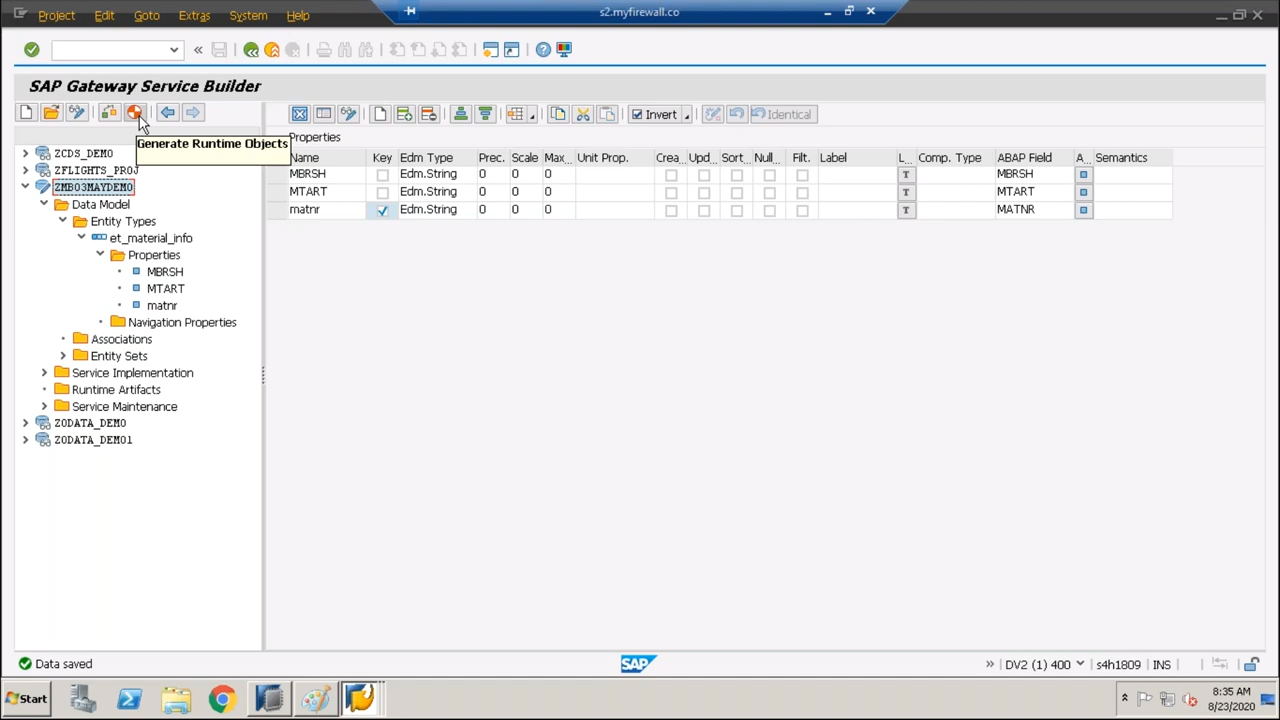 Project Edit Goto Extras System Help
s2.myfirewall.co
SAP Gateway Service Builder
Invert
Identical
Generate Runtime Objects
Properties
Name Key Edm Type Prec. Scale Max... Unit Prop. Crea... Upd... Sort... Null... Filt. Label L... Comp. Type ABAP Field A... Semantics
MBRSH Edm.String 0 0 0 T MBRSH
MTART Edm.String 0 0 0 T MTART
matnr Edm.String 0 0 0 T MATNR
ZCDS_DEMO
ZFLIGHTS_PROJ
ZMB03MAYDEMO
Data Model
Entity Types
et_material_info
Properties
MBRSH
MTART
matnr
Navigation Properties
Associations
Entity Sets
Service Implementation
Runtime Artifacts
Service Maintenance
ZODATA_DEMO
ZODATA_DEMO1
Data saved
SAP
» DV2 (1) 400 s4h1809 INS
Start
8:35 AM
8/23/2020